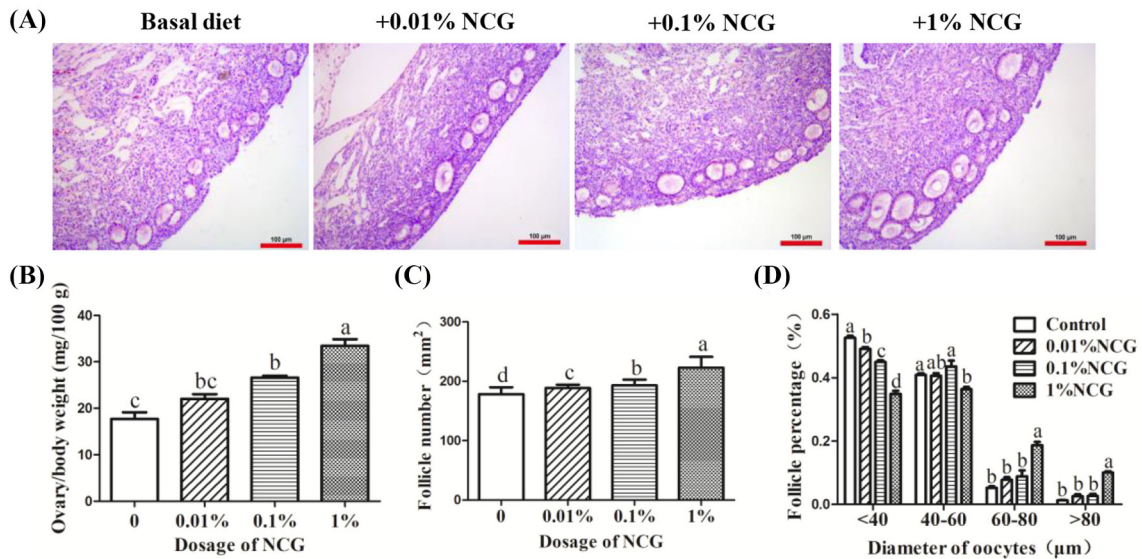 (A)
Basal diet +0.01% NCG +0.1% NCG +1% NCG
100 μm 100 μm 100 μm 100 μm
(B)
Ovary/body weight (mg/100 g)
40
30
20
10
0
c bc b a
0 0.01% 0.1% 1%
Dosage of NCG
(C)
Follicle number (mm²)
300
200
100
0
d c b a
0 0.01% 0.1% 1%
Dosage of NCG
(D)
Follicle percentage（%）
0.6
0.4
0.2
0.0
a b c d a ab a b b b b a b b b a
Control
0.01%NCG
0.1%NCG
1%NCG
<40 40-60 60-80 >80
Diameter of oocytes（μm）